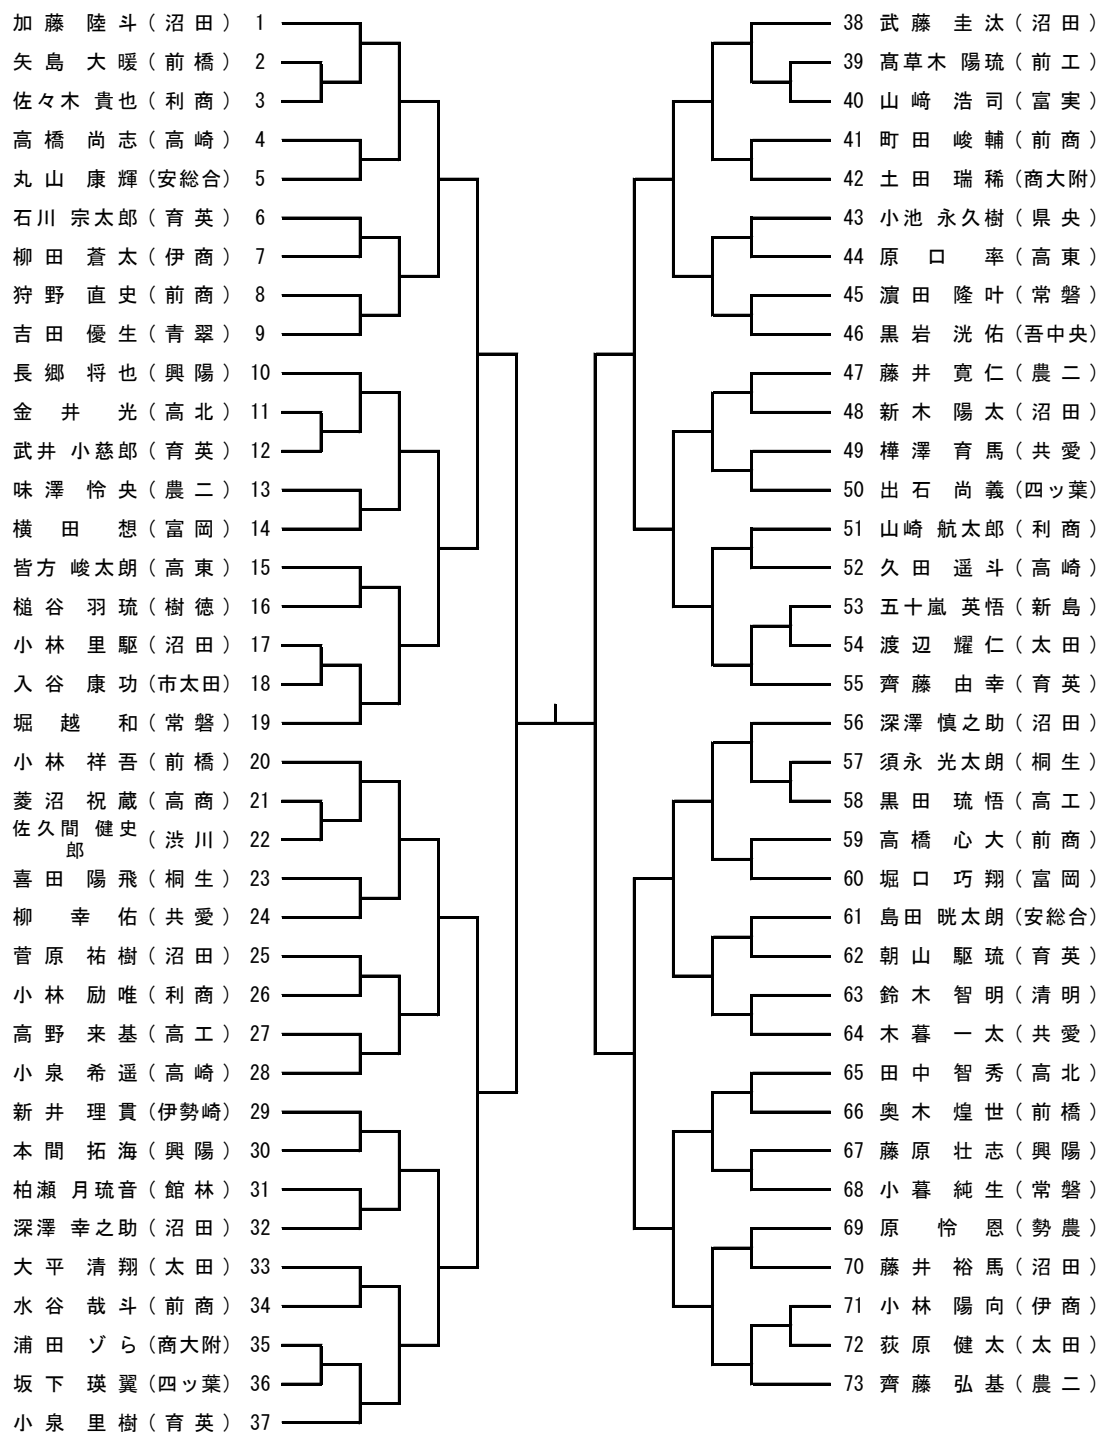 加藤 陸斗 (沼田) 1
矢島 大暖 (前橋) 2
佐々木 貴也 (利商) 3
高橋 尚志 (高崎) 4
丸山 康輝 (安総合) 5
石川 宗太郎 (育英) 6
柳田 蒼太 (伊商) 7
狩野 直史 (前商) 8
吉田 優生 (青翠) 9
長郷 将也 (興陽) 10
金井 光 (高北) 11
武井 小慈郎 (育英) 12
味澤 怜央 (農二) 13
横田 想 (富岡) 14
皆方 峻太朗 (高東) 15
槌谷 羽琉 (樹徳) 16
小林 里駆 (沼田) 17
入谷 康功 (市太田) 18
堀越 和 (常磐) 19
小林 祥吾 (前橋) 20
菱沼 祝蔵 (高商) 21
佐久間 健史郎 (渋川) 22
喜田 陽飛 (桐生) 23
柳 幸佑 (共愛) 24
菅原 祐樹 (沼田) 25
小林 励唯 (利商) 26
高野 来基 (高工) 27
小泉 希遥 (高崎) 28
新井 理貫 (伊勢崎) 29
本間 拓海 (興陽) 30
柏瀬 月琉音 (館林) 31
深澤 幸之助 (沼田) 32
大平 清翔 (太田) 33
水谷 哉斗 (前商) 34
浦田 ゾら (商大附) 35
坂下 瑛翼 (四ッ葉) 36
小泉 里樹 (育英) 37
38 武藤 圭汰 (沼田)
39 髙草木 陽琉 (前工)
40 山﨑 浩司 (富実)
41 町田 峻輔 (前商)
42 土田 瑞稀 (商大附)
43 小池 永久樹 (県央)
44 原口 率 (高東)
45 濵田 隆叶 (常磐)
46 黒岩 洸佑 (吾中央)
47 藤井 寛仁 (農二)
48 新木 陽太 (沼田)
49 樺澤 育馬 (共愛)
50 出石 尚義 (四ッ葉)
51 山崎 航太郎 (利商)
52 久田 遥斗 (高崎)
53 五十嵐 英悟 (新島)
54 渡辺 耀仁 (太田)
55 齊藤 由幸 (育英)
56 深澤 慎之助 (沼田)
57 須永 光太朗 (桐生)
58 黒田 琉悟 (高工)
59 高橋 心大 (前商)
60 堀口 巧翔 (富岡)
61 島田 晄太朗 (安総合)
62 朝山 駆琉 (育英)
63 鈴木 智明 (清明)
64 木暮 一太 (共愛)
65 田中 智秀 (高北)
66 奥木 煌世 (前橋)
67 藤原 壮志 (興陽)
68 小暮 純生 (常磐)
69 原 怜恩 (勢農)
70 藤井 裕馬 (沼田)
71 小林 陽向 (伊商)
72 荻原 健太 (太田)
73 齊藤 弘基 (農二)